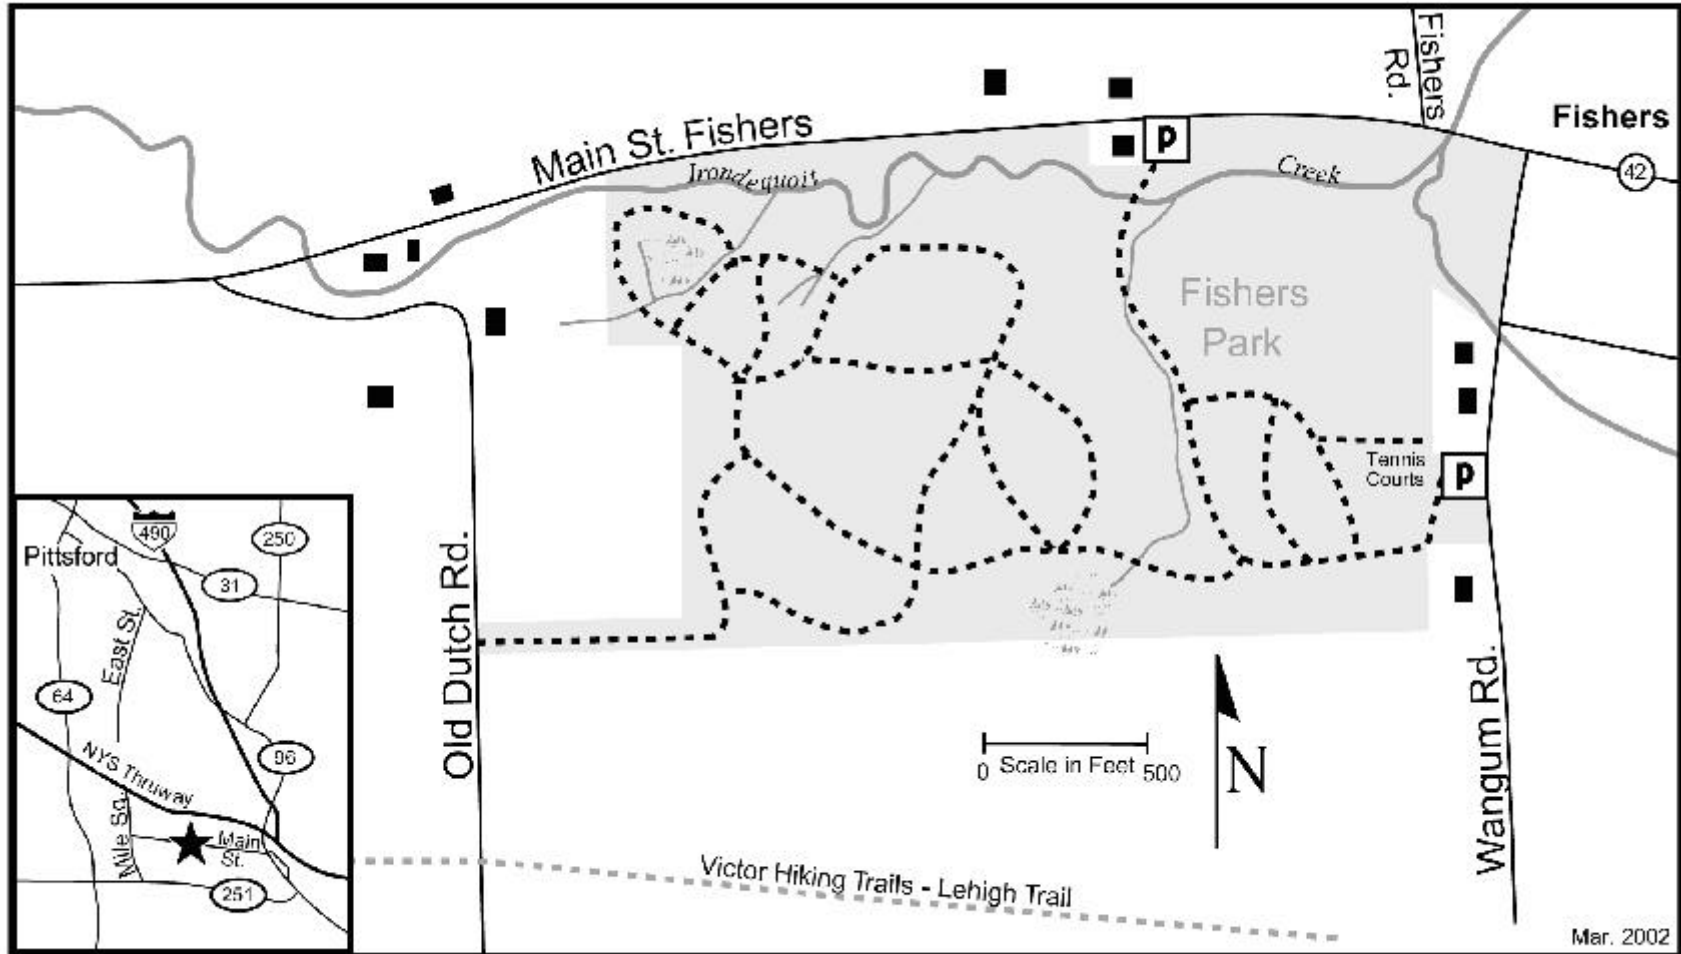 Fishers
Rd.
Fishers
42
Main St. Fishers
P
Irondequoit
Creek
Fishers
Park
Tennis
Courts
P
490
250
Pittsford
31
East St.
64
96
NYS Thruway
Mile Sq.
Main
St.
251
Old Dutch Rd.
Wangum Rd.
0 Scale in Feet 500
N
Victor Hiking Trails - Lehigh Trail
Mar. 2002